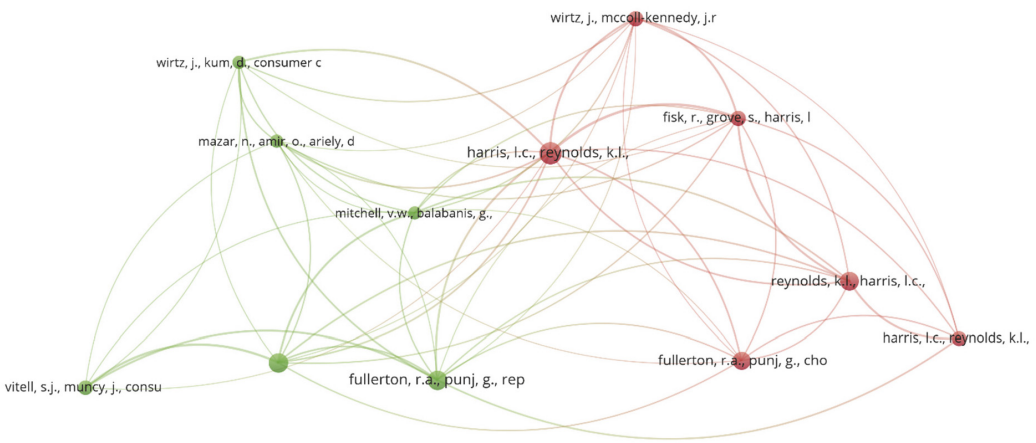 wirtz, j., mccoll-kennedy, j.r
wirtz, j., kum, d., consumer c
fisk, r., grove, s., harris, l
mazar, n., amir, o., ariely, d
harris, l.c., reynolds, k.l.,
mitchell, v.w., balabanis, g.,
reynolds, k.l., harris, l.c.,
harris, l.c., reynolds, k.l.,
fullerton, r.a., punj, g., cho
fullerton, r.a., punj, g., rep
vitell, s.j., muncy, j., consu